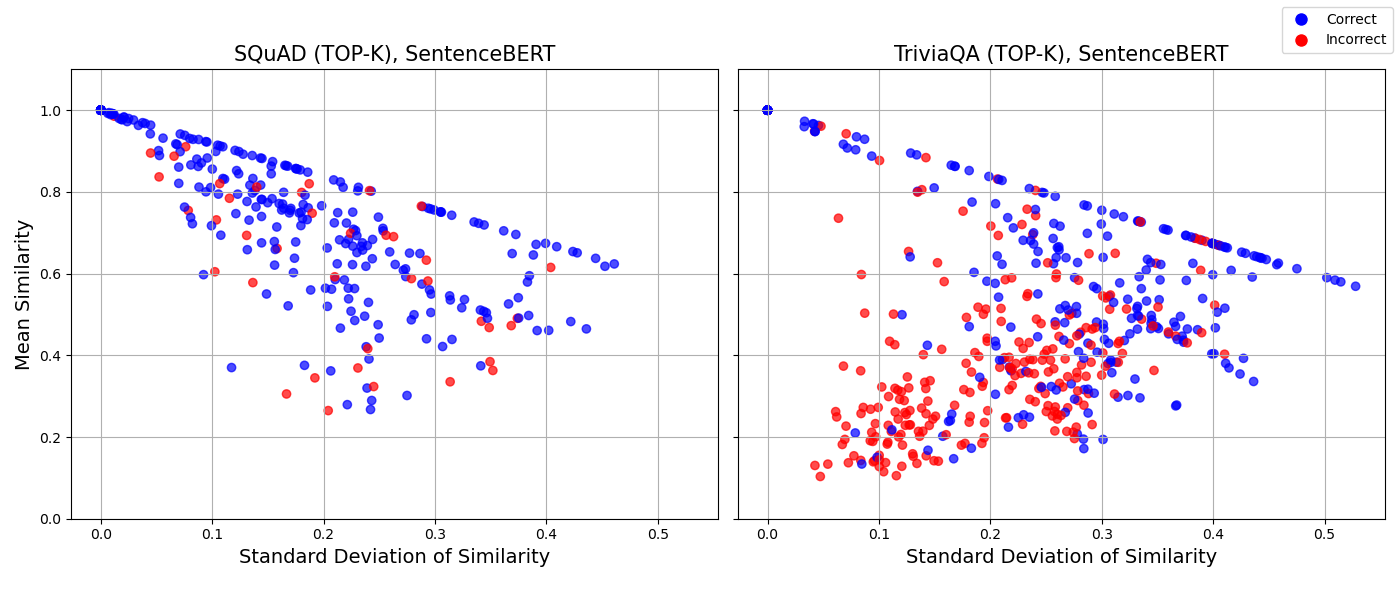 Correct
Incorrect
SQuAD (TOP-K), SentenceBERT
TriviaQA (TOP-K), SentenceBERT
Mean Similarity
1.0
0.8
0.6
0.4
0.2
0.0
0.0 0.1 0.2 0.3 0.4 0.5
0.0 0.1 0.2 0.3 0.4 0.5
Standard Deviation of Similarity
Standard Deviation of Similarity